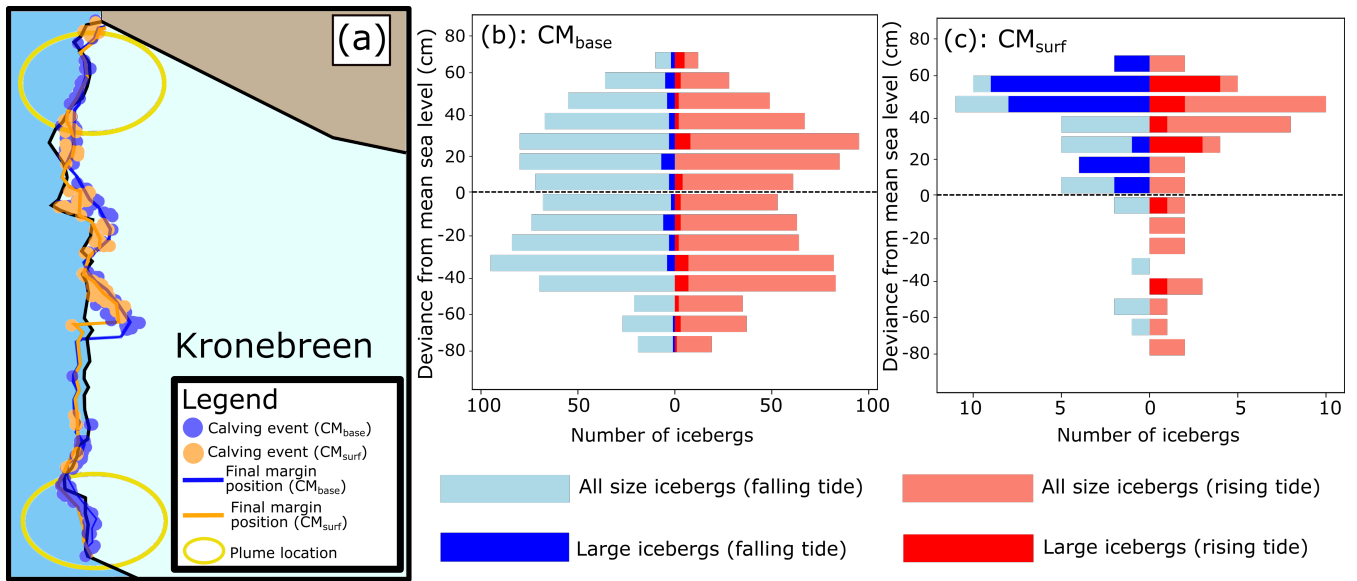 (a)
Kronebreen
Legend
Calving event (CMbase)
Calving event (CMsurf)
Final margin
position (CMbase)
Final margin
position (CMsurf)
Plume location
(b): CMbase
Deviance from mean sea level (cm)
80
60
40
20
0
-20
-40
-60
-80
100
50
0
50
100
Number of icebergs
(c): CMsurf
Deviance from mean sea level (cm)
80
60
40
20
0
-20
-40
-60
-80
10
5
0
5
10
Number of icebergs
All size icebergs (falling tide)
All size icebergs (rising tide)
Large icebergs (falling tide)
Large icebergs (rising tide)